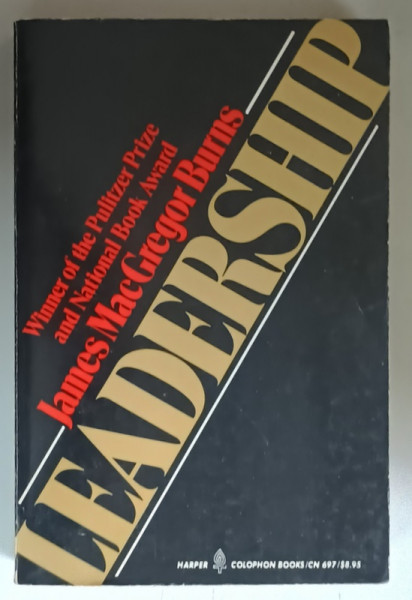 Winner of the Pulitzer Prize
and National Book Award
James MacGregor Burns
LEADERSHIP
HARPER COLOPHON BOOKS/CN 697/$8.95